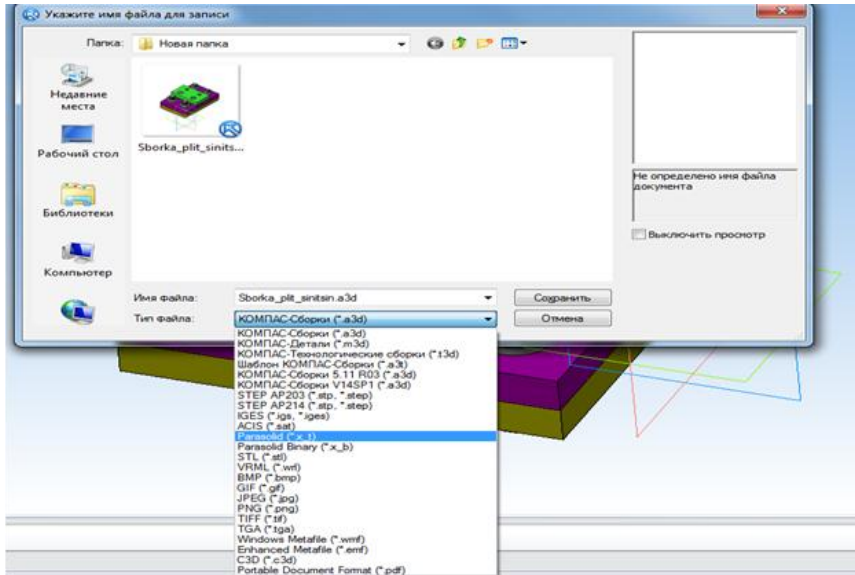 Укажите имя файла для записи
Папка: Новая папка
Недавние
места
Рабочий стол
Библиотеки
Компьютер
Sborka_plit_sinits...
Не определено имя файла
документа
Выключить просмотр
Имя файла: Sborka_plit_sinitsin.a3d Сохранить
Тип файла: КОМПАС-Сборки (*.a3d) Отмена
КОМПАС-Сборки (*.a3d)
КОМПАС-Детали (*.m3d)
КОМПАС-Технологические сборки (*.t3d)
Шаблон КОМПАС-Сборки (*.a3t)
КОМПАС-Сборки 5.11 R03 (*.a3d)
КОМПАС-Сборки V14SP1 (*.a3d)
STEP AP203 (*.stp, *.step)
STEP AP214 (*.stp, *.step)
IGES (*.igs, *.iges)
ACIS (*.sat)
Parasolid (*.x_t)
Parasolid Binary (*.x_b)
STL (*.stl)
VRML (*.wrl)
BMP (*.bmp)
GIF (*.gif)
JPEG (*.jpg)
PNG (*.png)
TIFF (*.tif)
TGA (*.tga)
Windows Metafile (*.wmf)
Enhanced Metafile (*.emf)
C3D (*.c3d)
Portable Document Format (*.pdf)